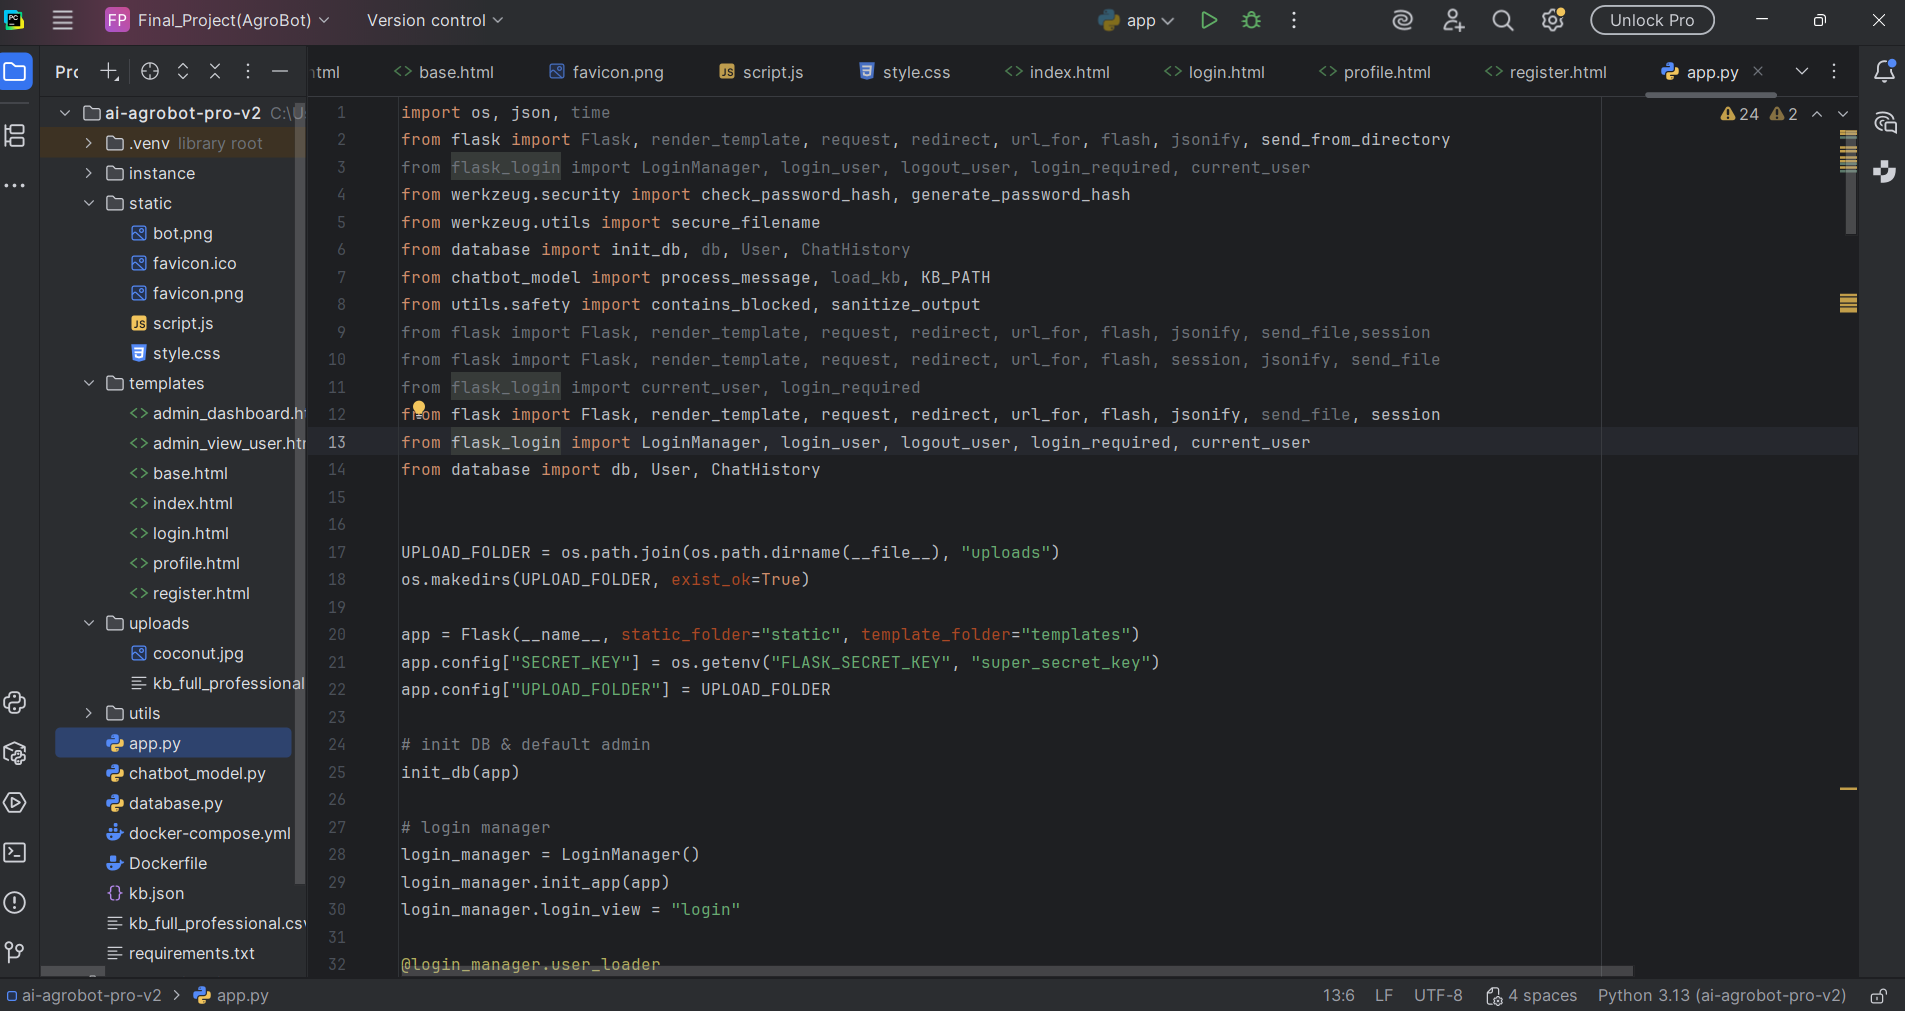 FP Final_Project(AgroBot) Version control app Unlock Pro
Pro
base.html favicon.png script.js style.css index.html login.html profile.html register.html app.py
ai-agrobot-pro-v2 C:\U
.venv library root
instance
static
bot.png
favicon.ico
favicon.png
script.js
style.css
templates
admin_dashboard.ht
admin_view_user.htr
base.html
index.html
login.html
profile.html
register.html
uploads
coconut.jpg
kb_full_professional
utils
app.py
chatbot_model.py
database.py
docker-compose.yml
Dockerfile
kb.json
kb_full_professional.csv
requirements.txt
24 2
1 import os, json, time
2 from flask import Flask, render_template, request, redirect, url_for, flash, jsonify, send_from_directory
3 from flask_login import LoginManager, login_user, logout_user, login_required, current_user
4 from werkzeug.security import check_password_hash, generate_password_hash
5 from werkzeug.utils import secure_filename
6 from database import init_db, db, User, ChatHistory
7 from chatbot_model import process_message, load_kb, KB_PATH
8 from utils.safety import contains_blocked, sanitize_output
9 from flask import Flask, render_template, request, redirect, url_for, flash, jsonify, send_file,session
10 from flask import Flask, render_template, request, redirect, url_for, flash, session, jsonify, send_file
11 from flask_login import current_user, login_required
12 from flask import Flask, render_template, request, redirect, url_for, flash, jsonify, send_file, session
13 from flask_login import LoginManager, login_user, logout_user, login_required, current_user
14 from database import db, User, ChatHistory
15
16
17 UPLOAD_FOLDER = os.path.join(os.path.dirname(__file__), "uploads")
18 os.makedirs(UPLOAD_FOLDER, exist_ok=True)
19
20 app = Flask(__name__, static_folder="static", template_folder="templates")
21 app.config["SECRET_KEY"] = os.getenv("FLASK_SECRET_KEY", "super_secret_key")
22 app.config["UPLOAD_FOLDER"] = UPLOAD_FOLDER
23
24 # init DB & default admin
25 init_db(app)
26
27 # login manager
28 login_manager = LoginManager()
29 login_manager.init_app(app)
30 login_manager.login_view = "login"
31
32 @login_manager.user_loader
ai-agrobot-pro-v2 > app.py 13:6 LF UTF-8 4 spaces Python 3.13 (ai-agrobot-pro-v2)